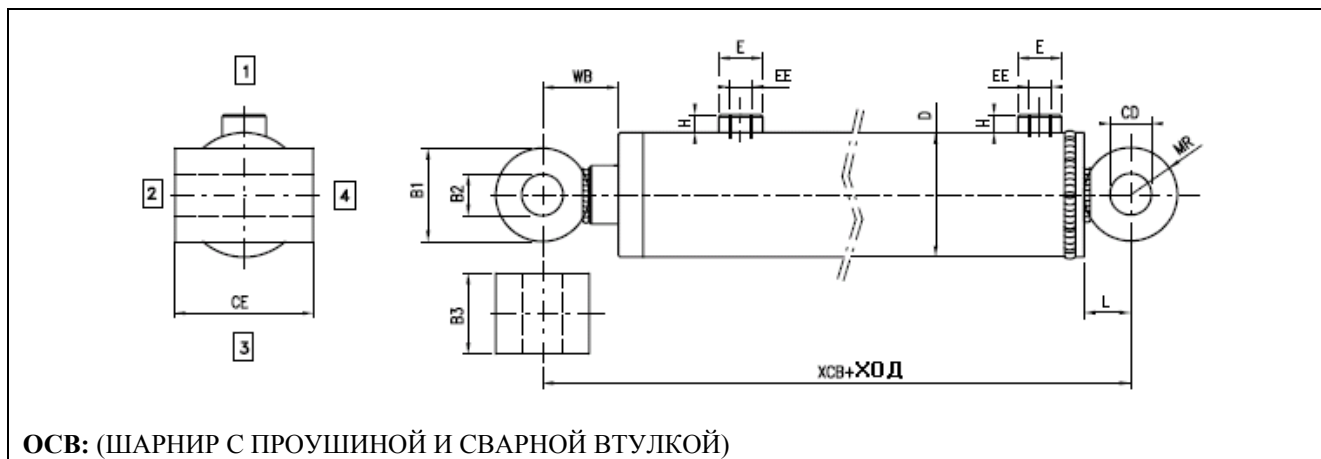 1
2
4
3
CE
WB
E
EE
E
EE
H
H
D
CD
MR
B1
B2
B3
L
XCB+ХОД
ОСВ: (ШАРНИР С ПРОУШИНОЙ И СВАРНОЙ ВТУЛКОЙ)